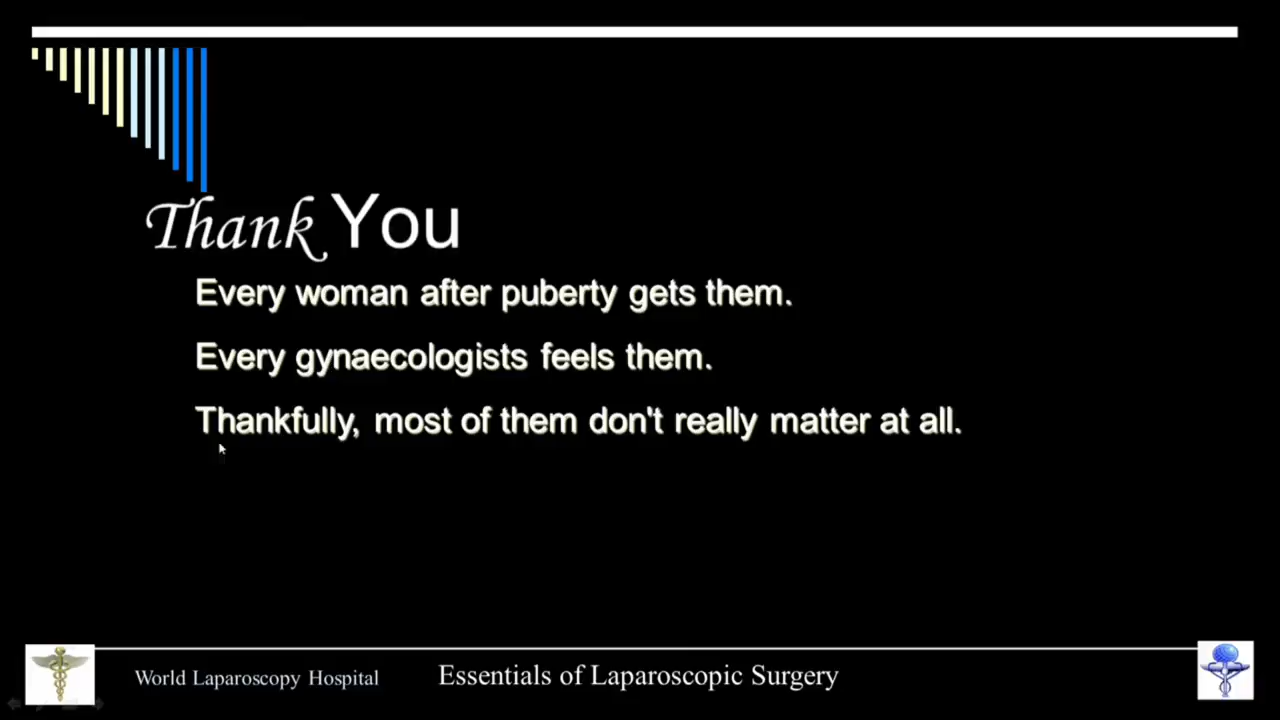 Thank You
Every woman after puberty gets them.
Every gynaecologists feels them.
Thankfully, most of them don't really matter at all.
World Laparoscopy Hospital
Essentials of Laparoscopic Surgery